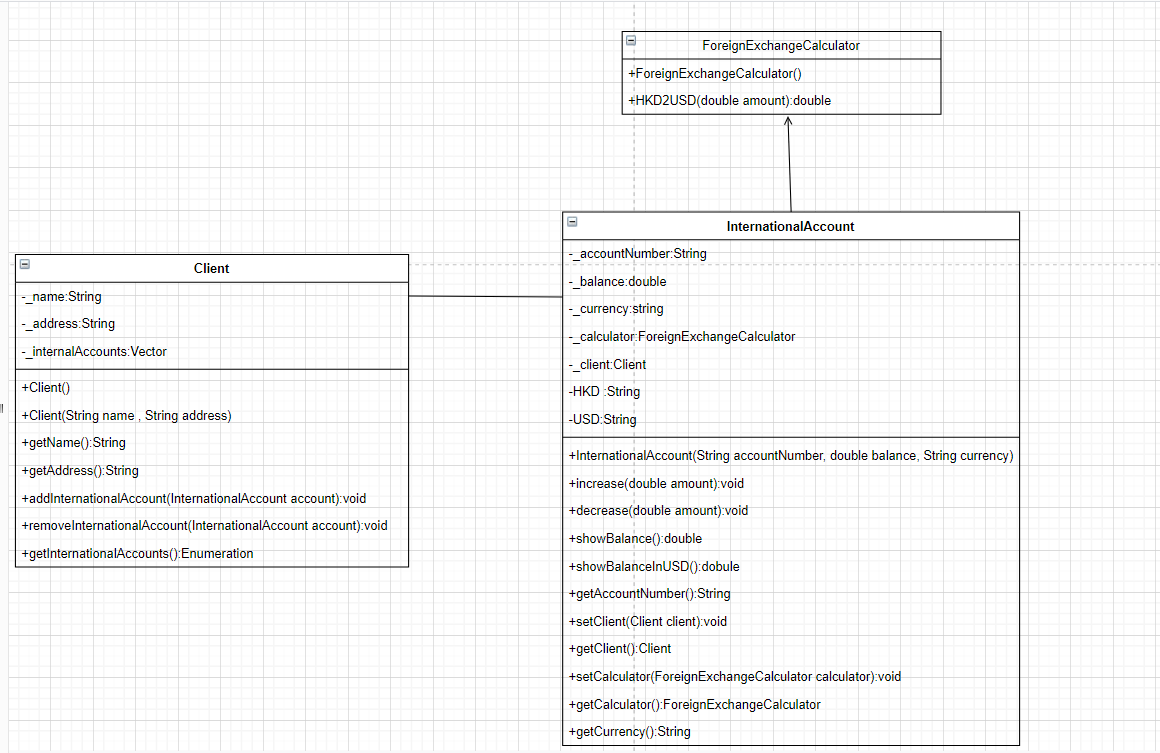 ForeignExchangeCalculator
+ForeignExchangeCalculator()
+HKD2USD(double amount):double
InternationalAccount
-_accountNumber:String
-_balance:double
-_currency:string
-_calculator:ForeignExchangeCalculator
-_client:Client
-HKD :String
-USD:String
+InternationalAccount(String accountNumber, double balance, String currency)
+increase(double amount):void
+decrease(double amount):void
+showBalance():double
+showBalanceInUSD():dobule
+getAccountNumber():String
+setClient(Client client):void
+getClient():Client
+setCalculator(ForeignExchangeCalculator calculator):void
+getCalculator():ForeignExchangeCalculator
+getCurrency():String
Client
-_name:String
-_address:String
-_internalAccounts:Vector
+Client()
+Client(String name , String address)
+getName():String
+getAddress():String
+addInternationalAccount(InternationalAccount account):void
+removeInternationalAccount(InternationalAccount account):void
+getInternationalAccounts():Enumeration